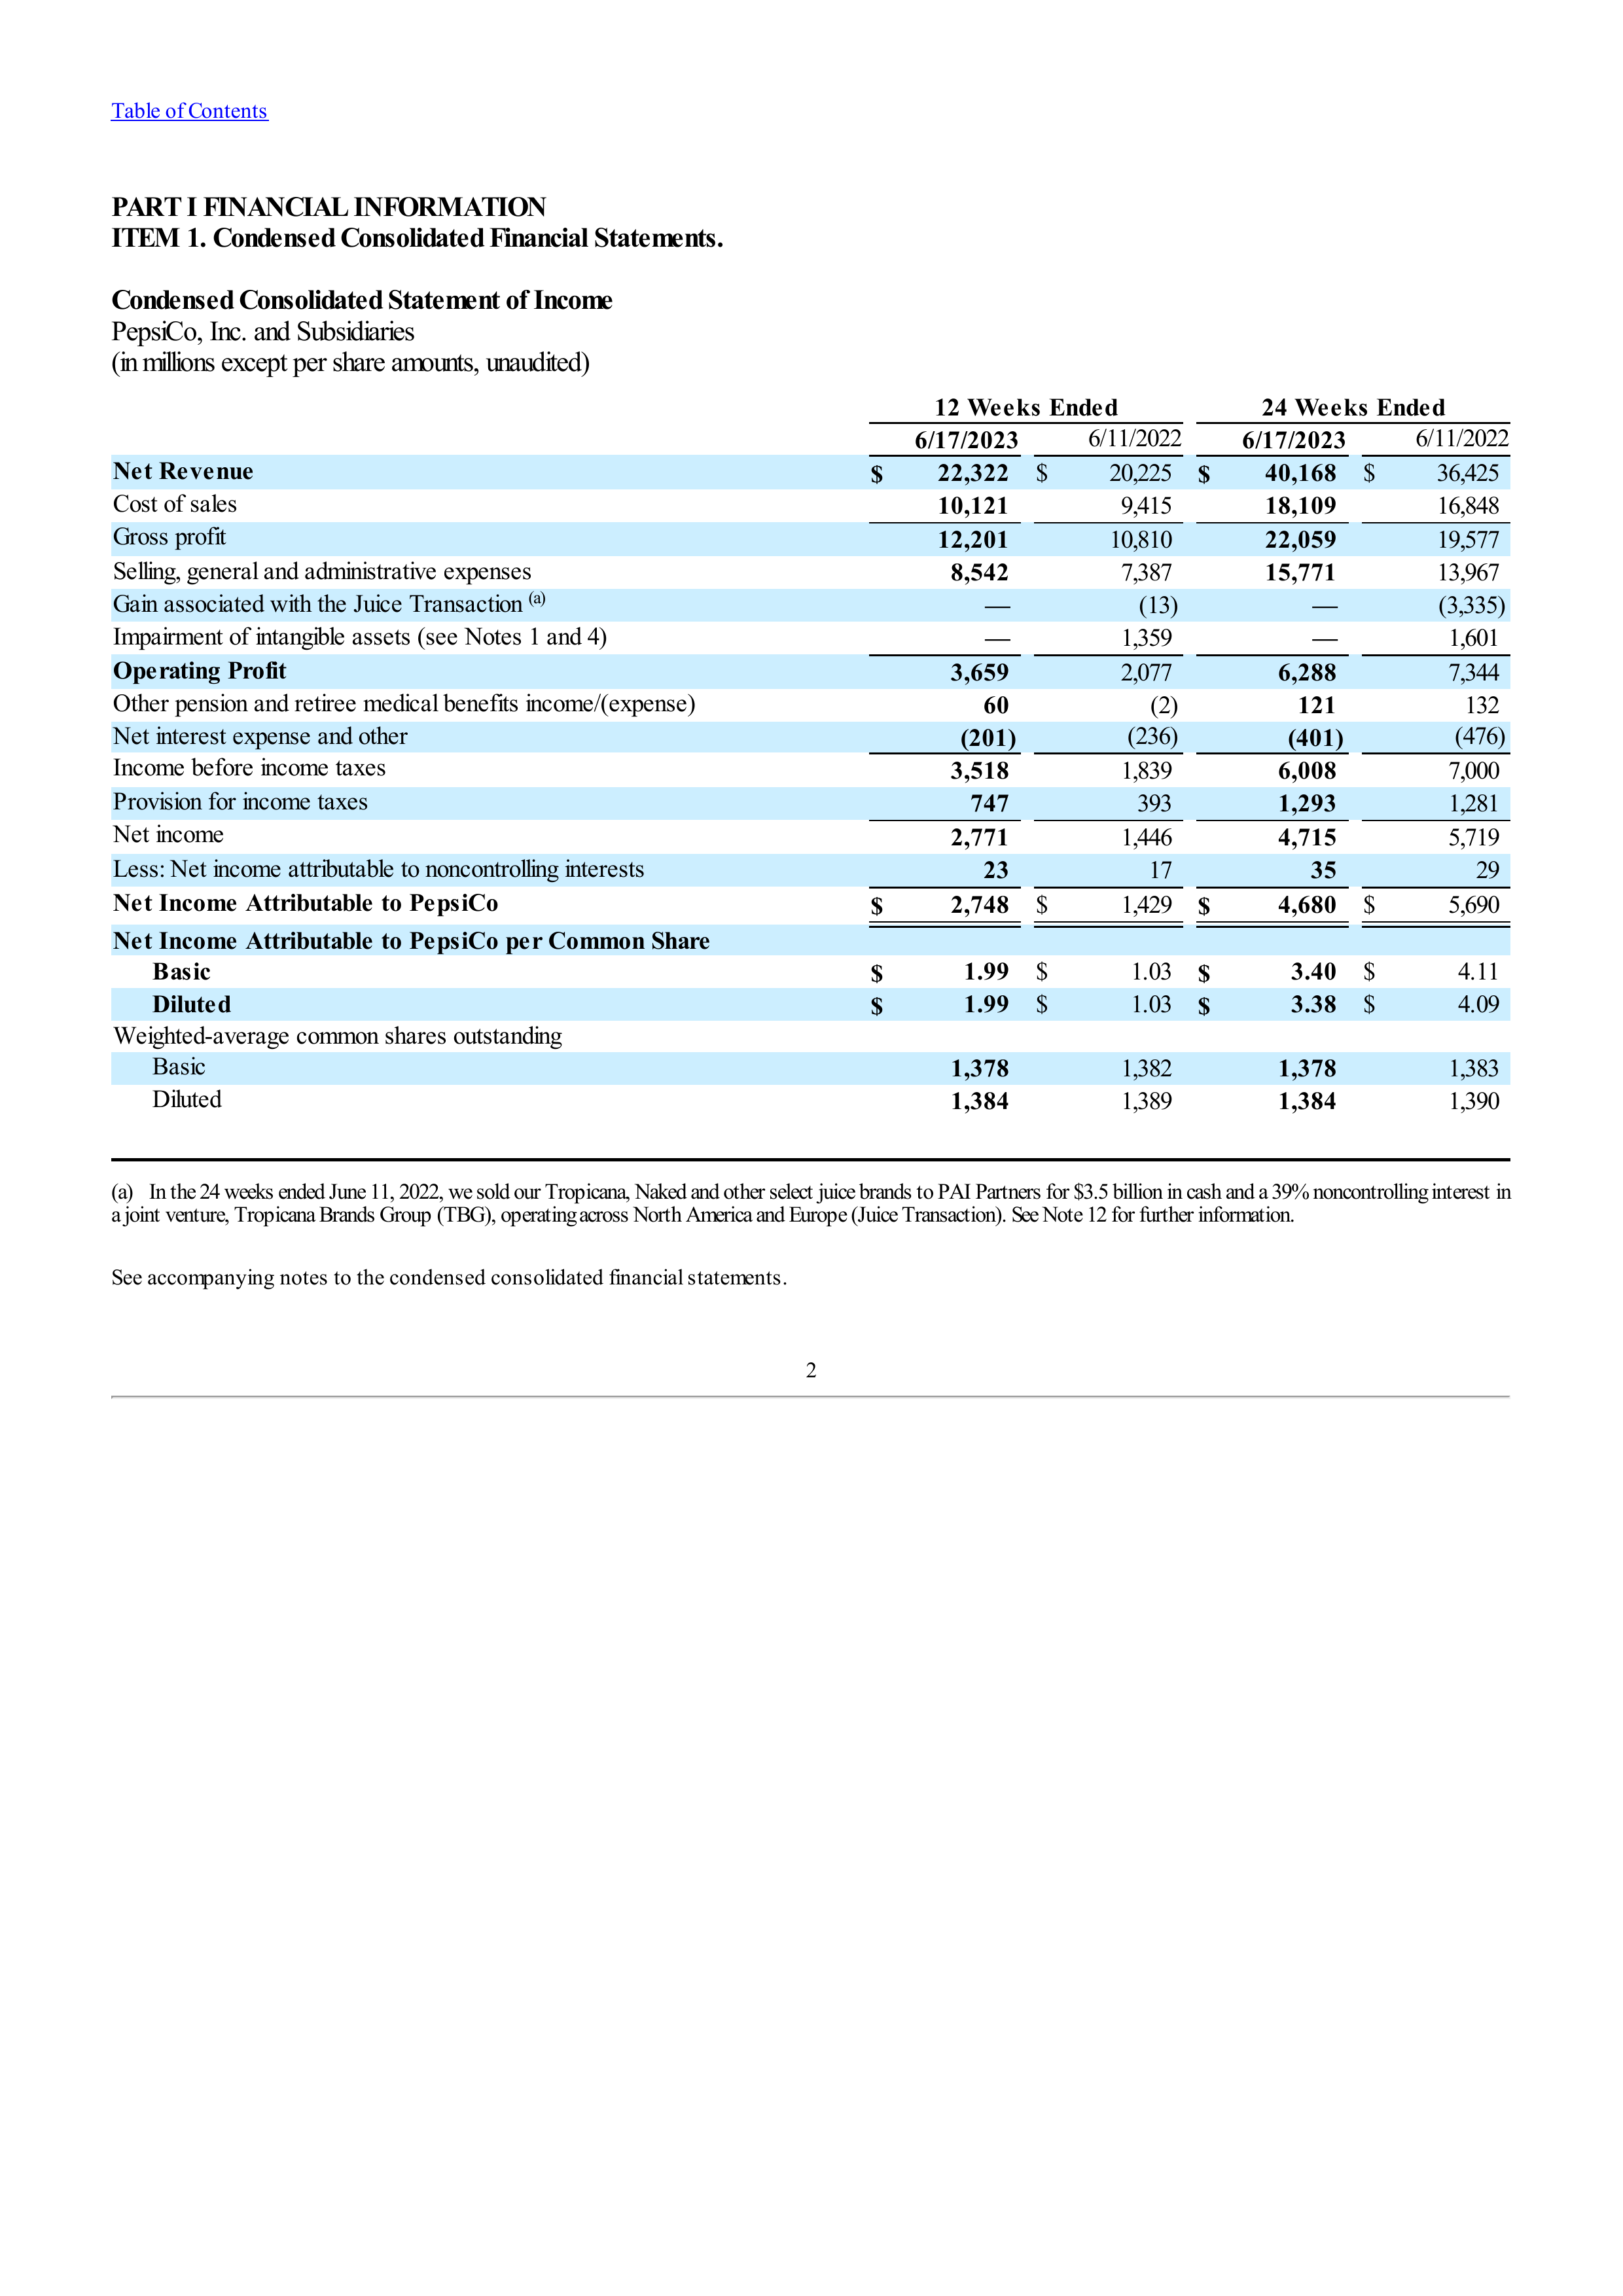 Table of Contents
PART I FINANCIAL INFORMATION
ITEM 1. Condensed Consolidated Financial Statements.
Condensed Consolidated Statement of Income
PepsiCo, Inc. and Subsidiaries
(in millions except per share amounts, unaudited)
12 Weeks Ended 24 Weeks Ended
6/17/2023 6/11/2022 6/17/2023 6/11/2022
Net Revenue $ 22,322 $ 20,225 $ 40,168 $ 36,425
Cost of sales 10,121 9,415 18,109 16,848
Gross profit 12,201 10,810 22,059 19,577
Selling, general and administrative expenses 8,542 7,387 15,771 13,967
Gain associated with the Juice Transaction (a) — (13) — (3,335)
Impairment of intangible assets (see Notes 1 and 4) — 1,359 — 1,601
Operating Profit 3,659 2,077 6,288 7,344
Other pension and retiree medical benefits income/(expense) 60 (2) 121 132
Net interest expense and other (201) (236) (401) (476)
Income before income taxes 3,518 1,839 6,008 7,000
Provision for income taxes 747 393 1,293 1,281
Net income 2,771 1,446 4,715 5,719
Less: Net income attributable to noncontrolling interests 23 17 35 29
Net Income Attributable to PepsiCo $ 2,748 $ 1,429 $ 4,680 $ 5,690
Net Income Attributable to PepsiCo per Common Share
Basic $ 1.99 $ 1.03 $ 3.40 $ 4.11
Diluted $ 1.99 $ 1.03 $ 3.38 $ 4.09
Weighted-average common shares outstanding
Basic 1,378 1,382 1,378 1,383
Diluted 1,384 1,389 1,384 1,390
(a) In the 24 weeks ended June 11, 2022, we sold our Tropicana, Naked and other select juice brands to PAI Partners for $3.5 billion in cash and a 39% noncontrolling interest in
a joint venture, Tropicana Brands Group (TBG), operating across North America and Europe (Juice Transaction). See Note 12 for further information.
See accompanying notes to the condensed consolidated financial statements.
2